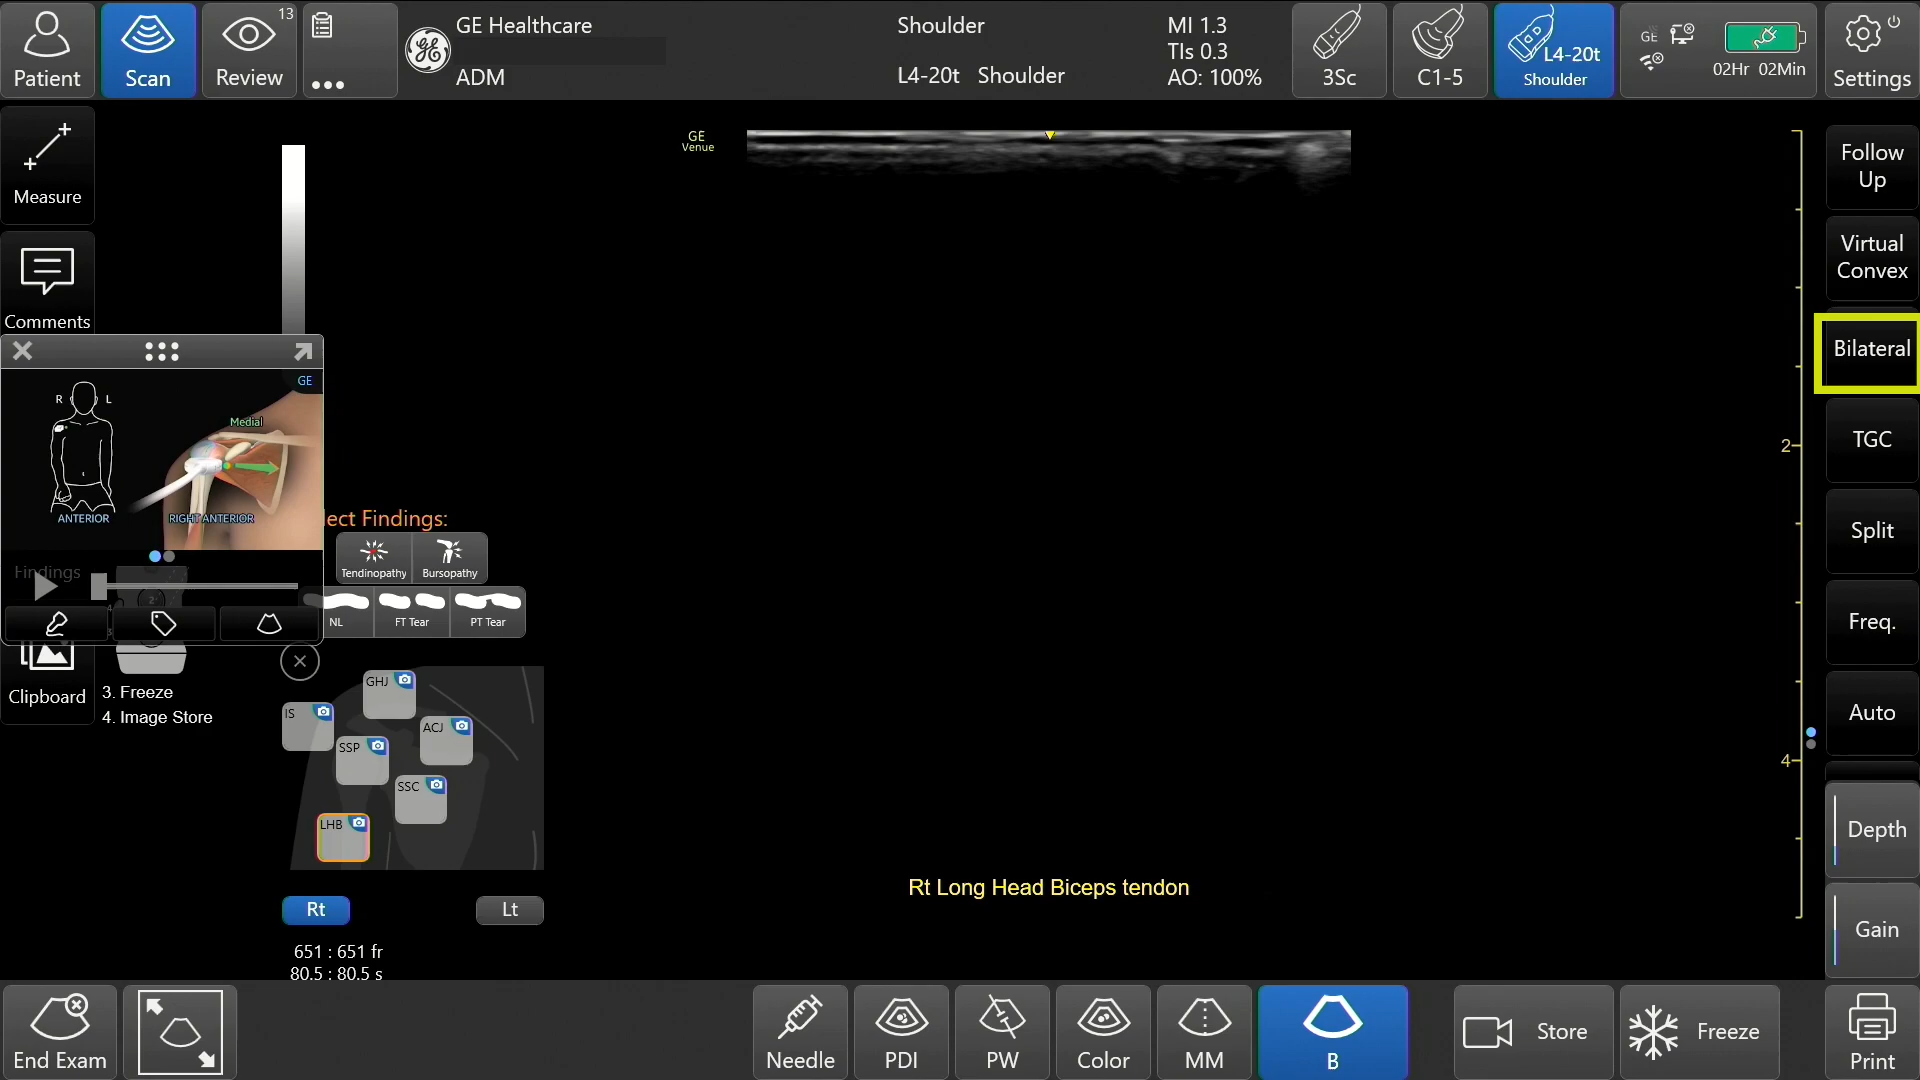 Patient
Scan
Review
13
GE Healthcare
ADM
Shoulder
L4-20t Shoulder
MI 1.3
TIs 0.3
AO: 100%
3Sc
C1-5
L4-20t
Shoulder
GE
02Hr 02Min
Settings
Measure
Comments
GE
Venue
Follow
Up
Virtual
Convex
Bilateral
TGC
Split
Freq.
Auto
Depth
Gain
2
4
R L
GE
Medial
ANTERIOR
RIGHT ANTERIOR
lect Findings:
Tendinopathy
Bursopathy
Findings
NL
FT Tear
PT Tear
Clipboard
3. Freeze
4. Image Store
GHJ
IS
ACJ
SSP
SSC
LHB
Rt
Lt
Rt Long Head Biceps tendon
651 : 651 fr
80.5 : 80.5 s
End Exam
Needle
PDI
PW
Color
MM
B
Store
Freeze
Print